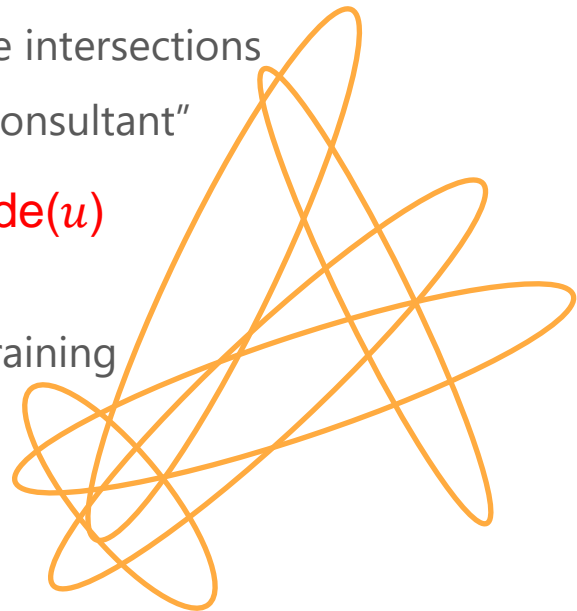 e intersections
onsultant”
de(𝑢)
raining